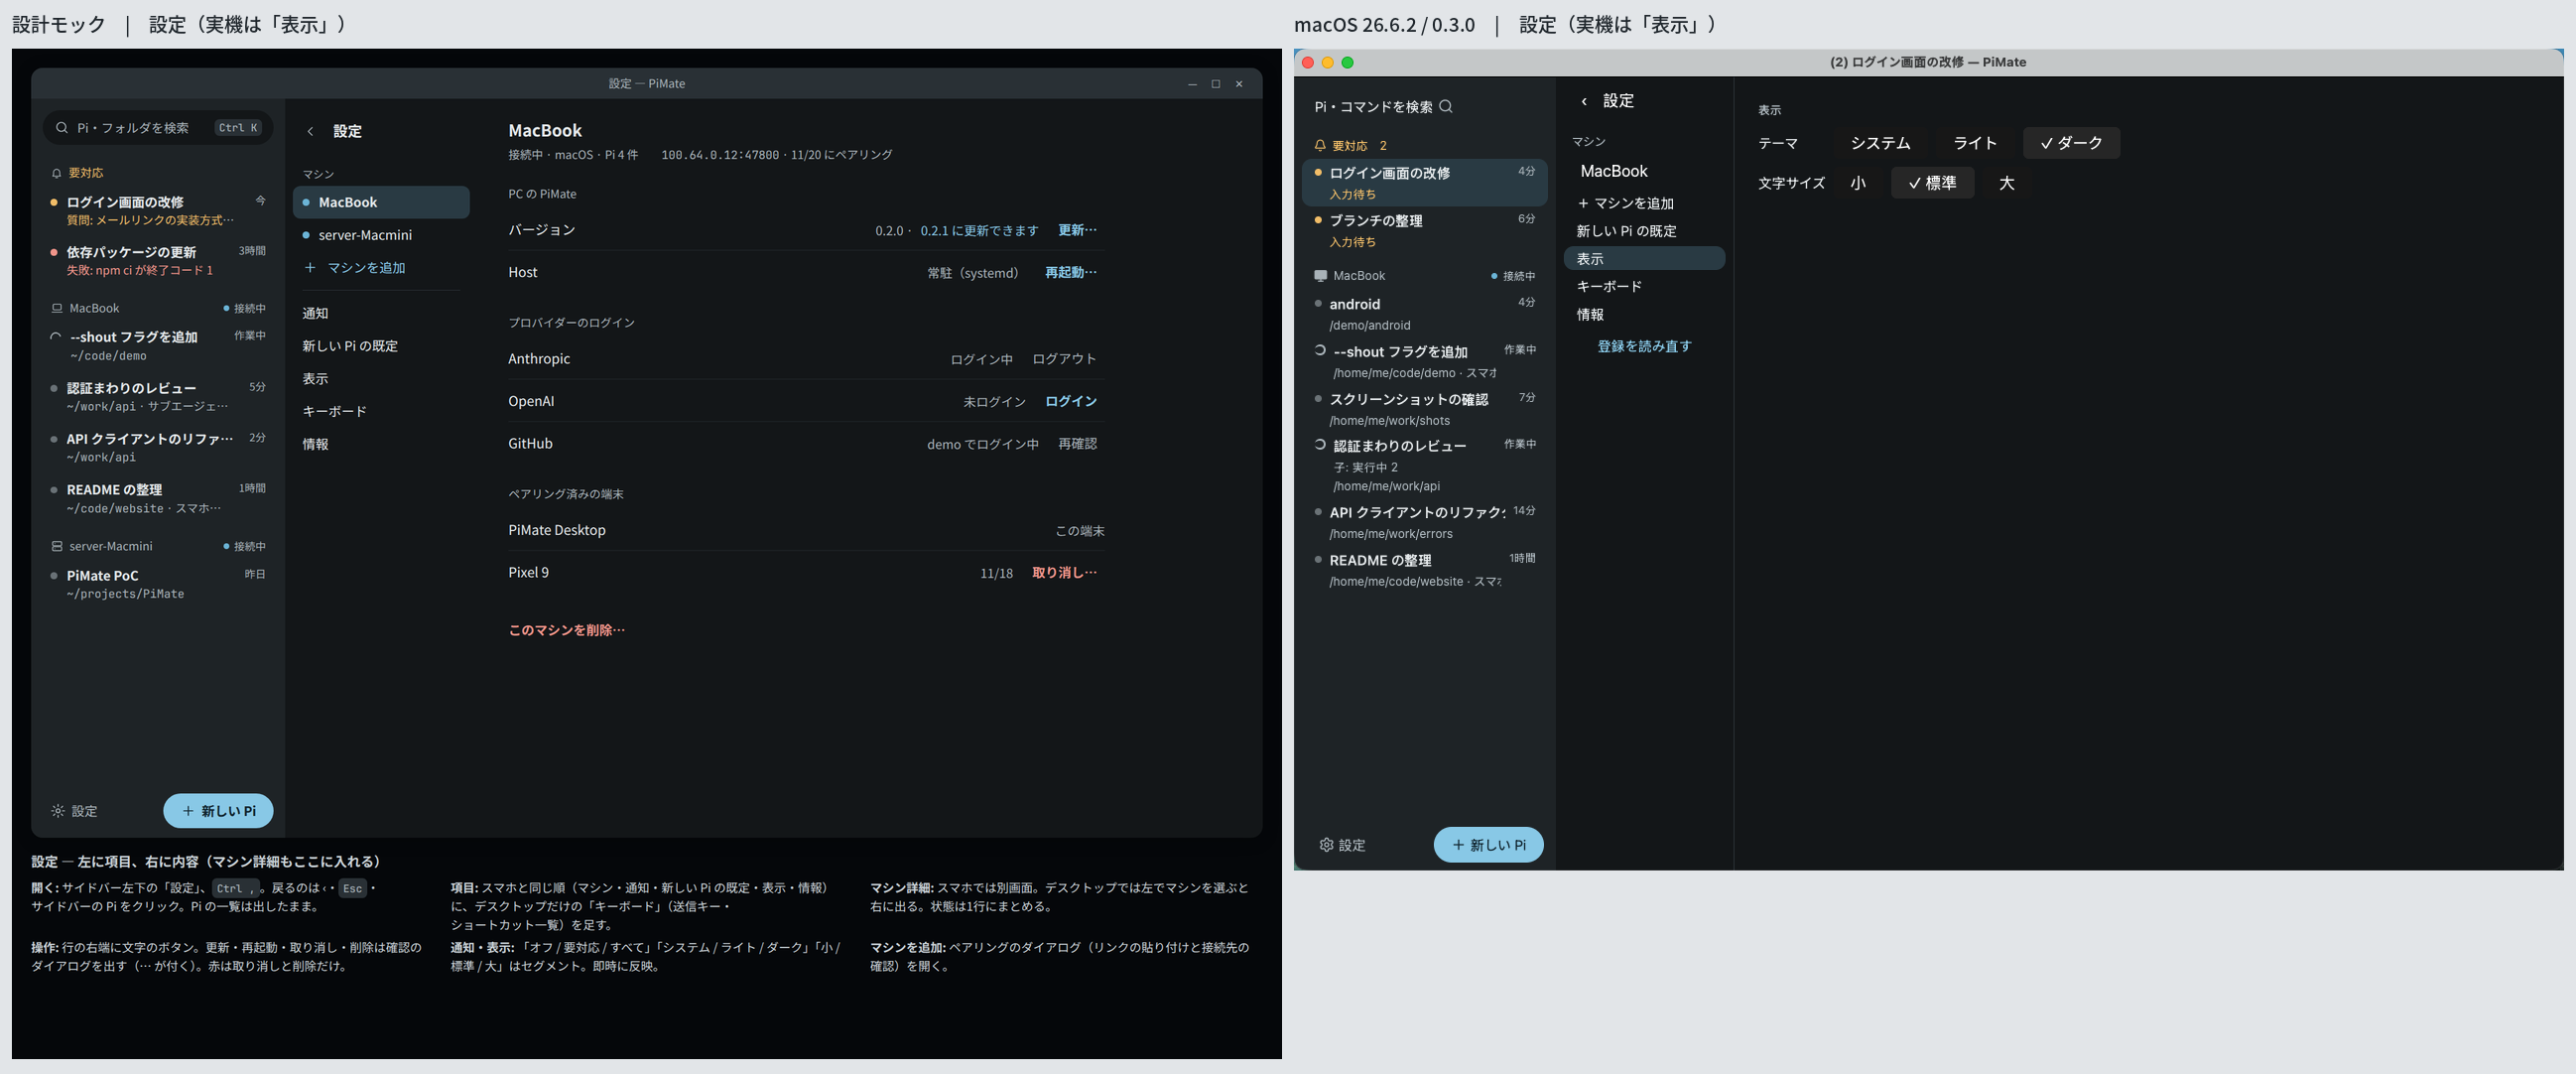 設計モック ｜ 設定（実機は「表示」）
設定 — PiMate
Pi・フォルダを検索 Ctrl K
要対応
ログイン画面の改修 今
質問: メールリンクの実装方式…
依存パッケージの更新 3時間
失敗: npm ci が終了コード 1
MacBook 接続中
--shout フラグを追加 作業中
~/code/demo
認証まわりのレビュー 5分
~/work/api · サブエージェ…
API クライアントのリファ… 2分
~/work/api
README の整理 1時間
~/code/website · スマホ…
server-Macmini 接続中
PiMate PoC 昨日
~/projects/PiMate
設定
＋ 新しい Pi
‹ 設定
マシン
MacBook
server-Macmini
＋ マシンを追加
通知
新しい Pi の既定
表示
キーボード
情報
MacBook
接続中 · macOS · Pi 4 件 100.64.0.12:47800 · 11/20 にペアリング
PC の PiMate
バージョン 0.2.0 · 0.2.1 に更新できます 更新…
Host 常駐（systemd） 再起動…
プロバイダーのログイン
Anthropic ログイン中 ログアウト
OpenAI 未ログイン ログイン
GitHub demo でログイン中 再確認
ペアリング済みの端末
PiMate Desktop この端末
Pixel 9 11/18 取り消し…
このマシンを削除…
設定 — 左に項目、右に内容（マシン詳細もここに入れる）
開く: サイドバー左下の「設定」、Ctrl , 。戻るのは ‹・Esc・
サイドバーの Pi をクリック。Pi の一覧は出したまま。
項目: スマホと同じ順（マシン・通知・新しい Pi の既定・表示・情報）
に、デスクトップだけの「キーボード」（送信キー・
ショートカット一覧）を足す。
マシン詳細: スマホでは別画面。デスクトップでは左でマシンを選ぶと
右に出る。状態は1行にまとめる。
操作: 行の右端に文字のボタン。更新・再起動・取り消し・削除は確認の
ダイアログを出す（… が付く）。赤は取り消しと削除だけ。
通知・表示: 「オフ / 要対応 / すべて」「システム / ライト / ダーク」「小 /
標準 / 大」はセグメント。即時に反映。
マシンを追加: ペアリングのダイアログ（リンクの貼り付けと接続先の
確認）を開く。
macOS 26.6.2 / 0.3.0 ｜ 設定（実機は「表示」）
(2) ログイン画面の改修 — PiMate
Pi・コマンドを検索
要対応 2
ログイン画面の改修 4分
入力待ち
ブランチの整理 6分
入力待ち
MacBook 接続中
android 4分
/demo/android
--shout フラグを追加 作業中
/home/me/code/demo · スマホ
スクリーンショットの確認 7分
/home/me/work/shots
認証まわりのレビュー 作業中
子: 実行中 2
/home/me/work/api
API クライアントのリファク 14分
/home/me/work/errors
README の整理 1時間
/home/me/code/website · スマ
設定
＋ 新しい Pi
‹ 設定
マシン
MacBook
＋ マシンを追加
新しい Pi の既定
表示
キーボード
情報
登録を読み直す
表示
テーマ システム ライト ✓ ダーク
文字サイズ 小 ✓ 標準 大